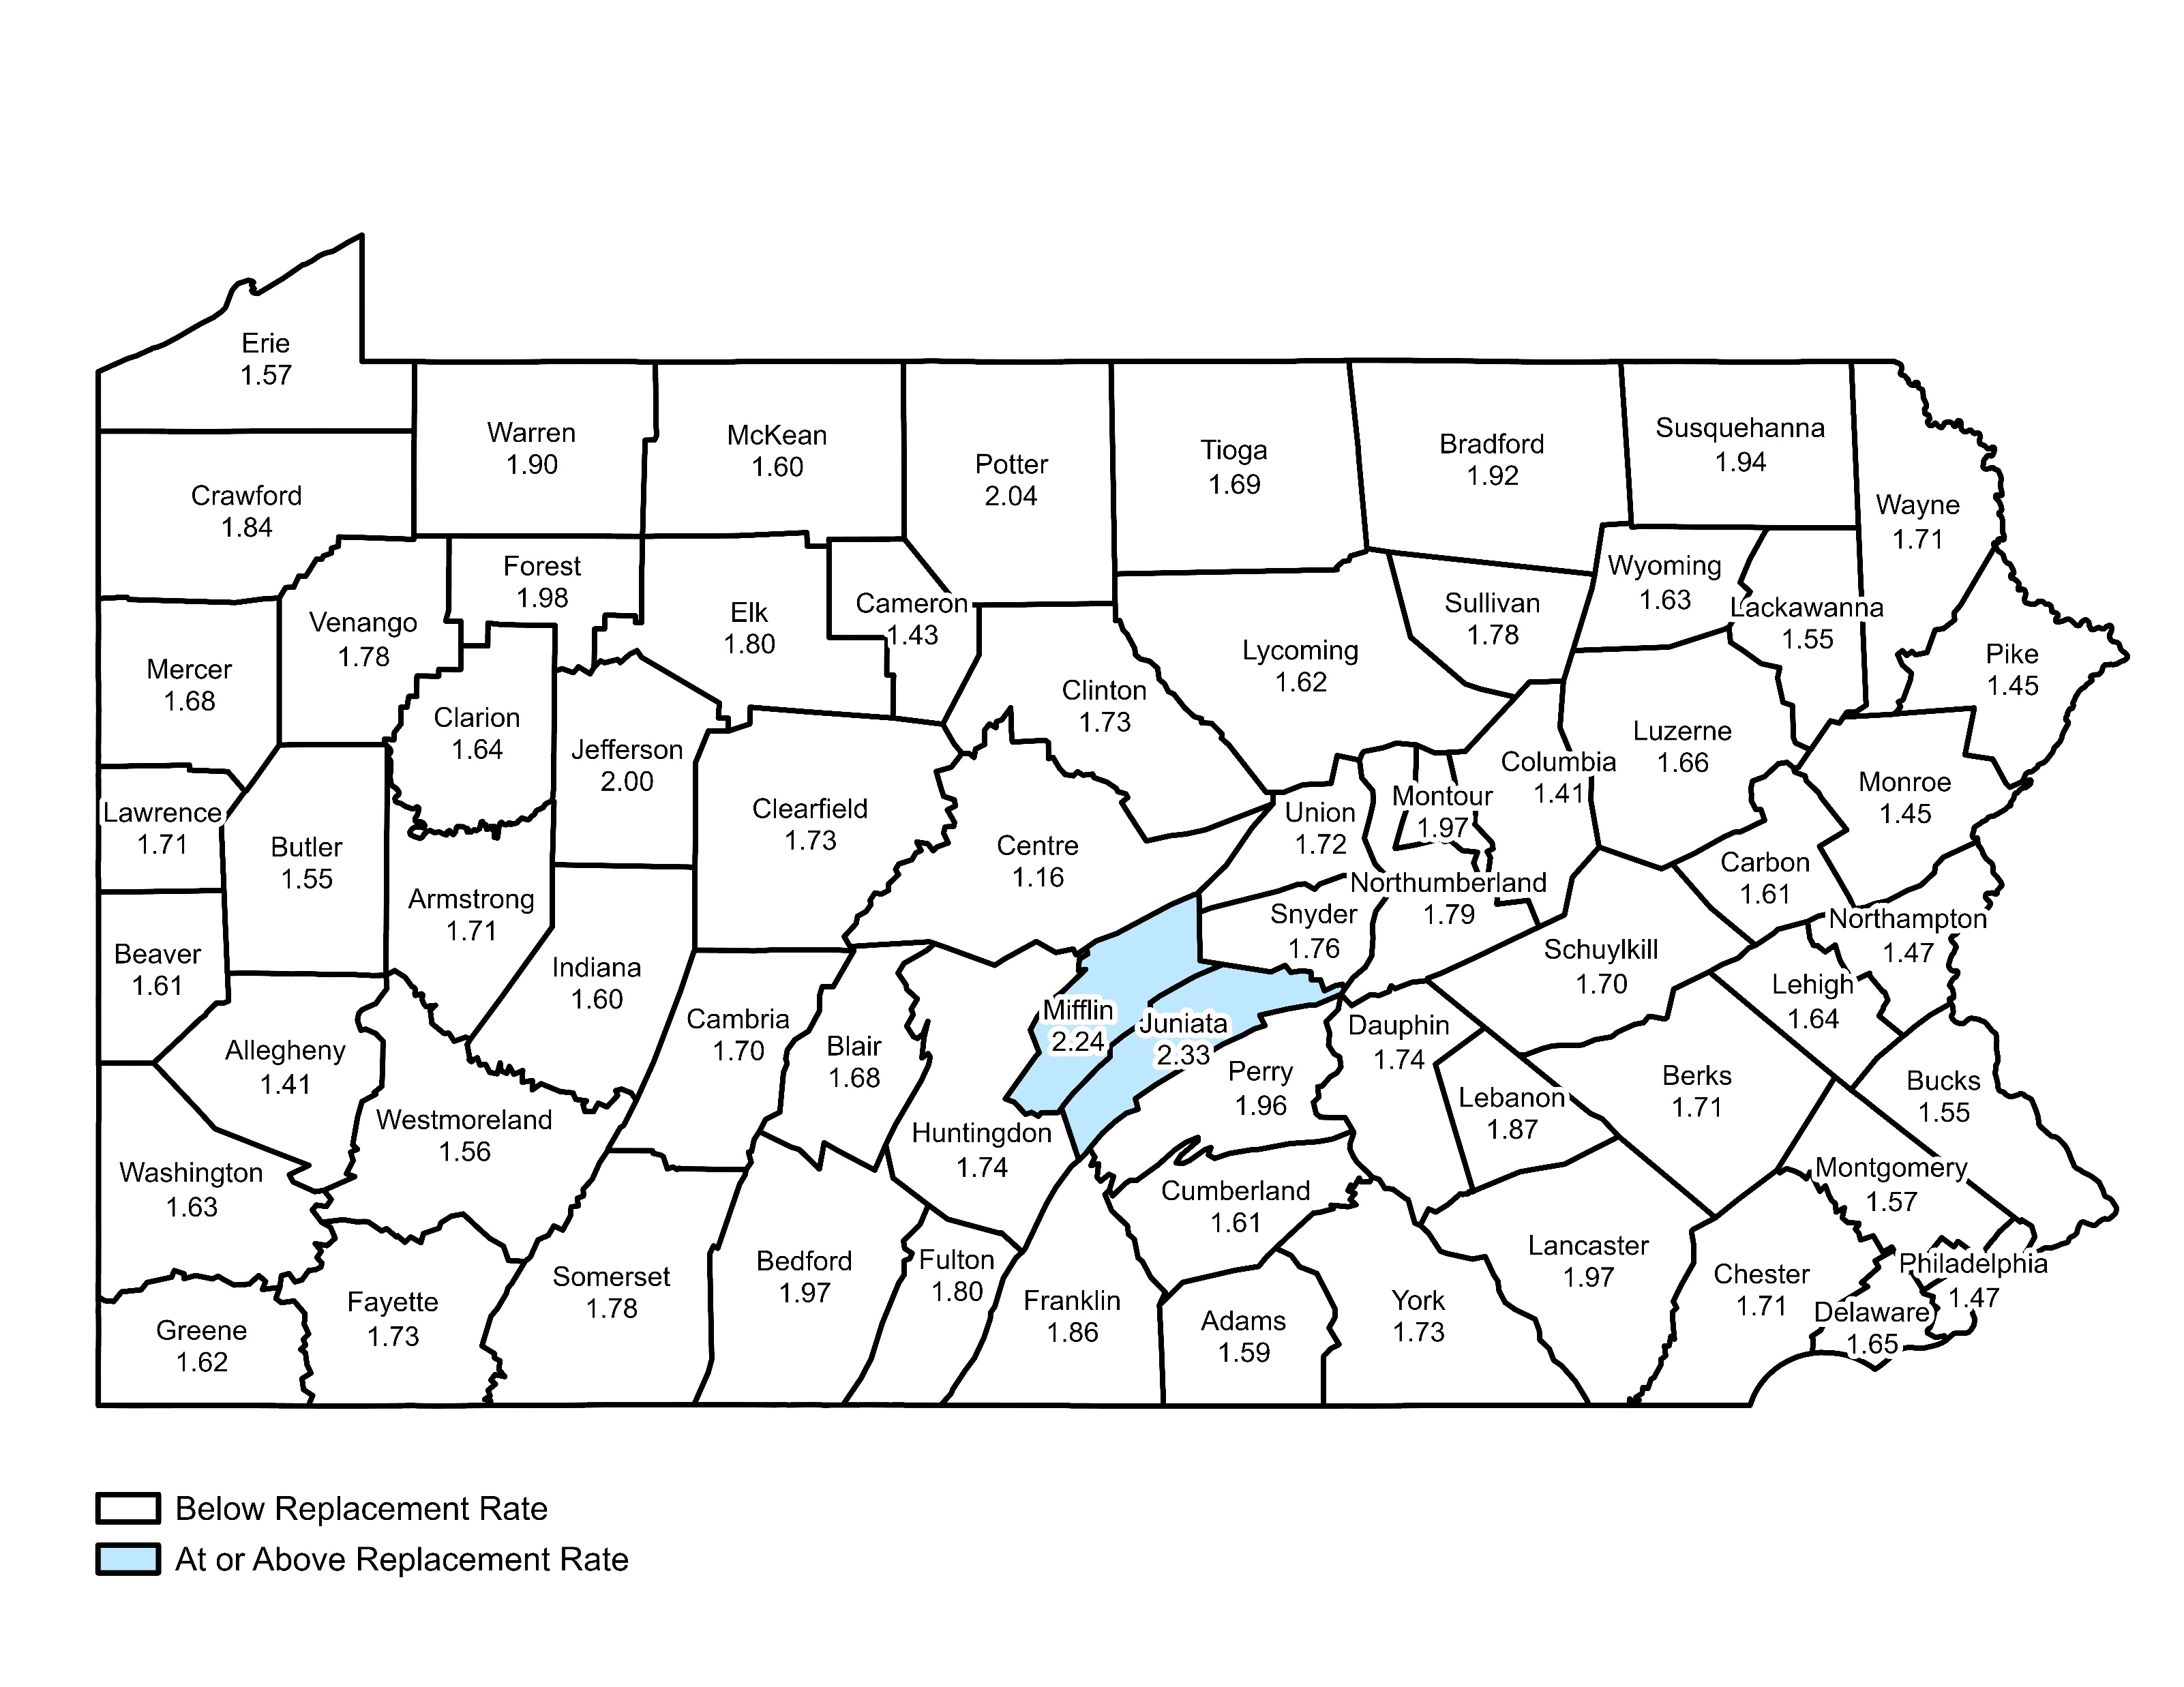 Erie
1.57
Warren
1.90
McKean
1.60
Potter
2.04
Tioga
1.69
Bradford
1.92
Susquehanna
1.94
Wayne
1.71
Crawford
1.84
Venango
1.78
Forest
1.98
Elk
1.80
Cameron
1.43
Sullivan
1.78
Wyoming
1.63
Lackawanna
1.55
Pike
1.45
Mercer
1.68
Clarion
1.64
Jefferson
2.00
Clinton
1.73
Lycoming
1.62
Columbia
1.41
Luzerne
1.66
Monroe
1.45
Lawrence
1.71
Butler
1.55
Clearfield
1.73
Centre
1.16
Union
1.72
Montour
1.97
Carbon
1.61
Armstrong
1.71
Northumberland
1.79
Snyder
1.76
Schuylkill
1.70
Northampton
1.47
Lehigh
1.64
Beaver
1.61
Indiana
1.60
Cambria
1.70
Blair
1.68
Mifflin
2.24
Juniata
2.33
Dauphin
1.74
Perry
1.96
Lebanon
1.87
Berks
1.71
Bucks
1.55
Allegheny
1.41
Westmoreland
1.56
Huntingdon
1.74
Washington
1.63
Cumberland
1.61
Montgomery
1.57
Greene
1.62
Fayette
1.73
Somerset
1.78
Bedford
1.97
Fulton
1.80
Franklin
1.86
Adams
1.59
York
1.73
Lancaster
1.97
Chester
1.71
Philadelphia
1.47
Delaware
1.65
Below Replacement Rate
At or Above Replacement Rate